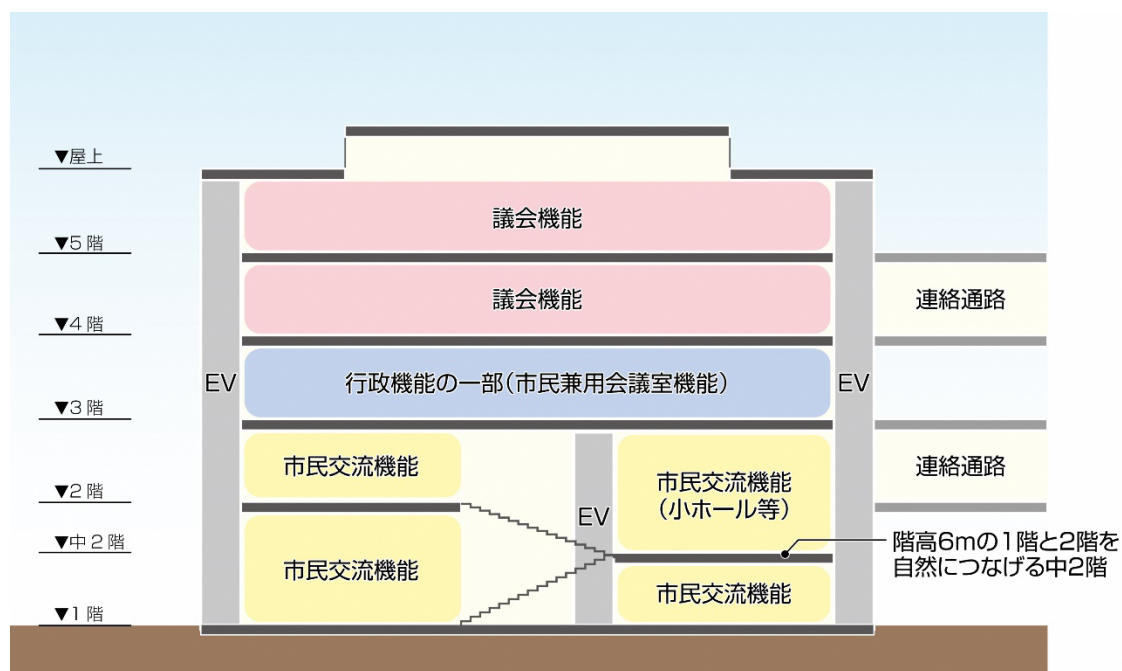 ▼屋上
▼5階
▼4階
▼3階
▼2階
▼中2階
▼1階
議会機能
議会機能
連絡通路
EV
行政機能の一部(市民兼用会議室機能)
EV
市民交流機能
市民交流機能
(小ホール等)
連絡通路
EV
市民交流機能
市民交流機能
階高6mの1階と2階を
自然につなげる中2階